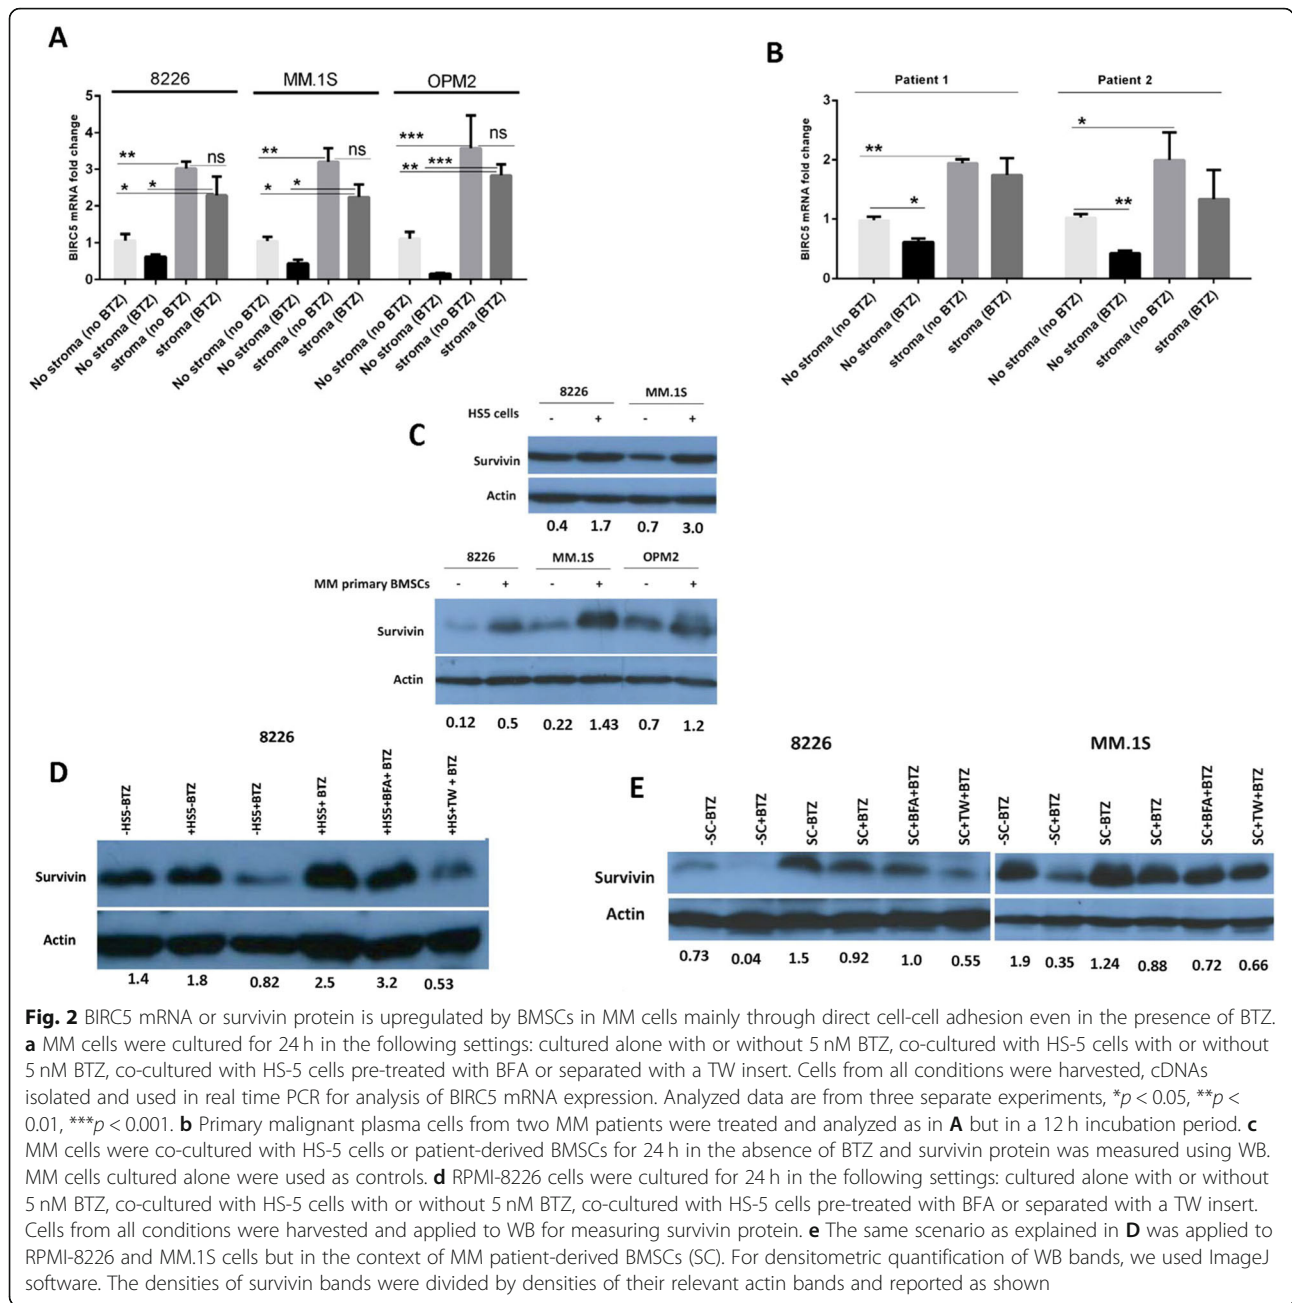 A
8226 MM.1S OPM2
BIRC5 mRNA fold change
5
4
3
2
1
0
** ns
* *
** ns
* *
*** ns
** ***
No stroma (no BTZ)
No stroma (BTZ)
stroma (no BTZ)
stroma (BTZ)
No stroma (no BTZ)
No stroma (BTZ)
stroma (no BTZ)
stroma (BTZ)
No stroma (no BTZ)
No stroma (BTZ)
stroma (no BTZ)
stroma (BTZ)
B
Patient 1 Patient 2
BIRC5 mRNA fold change
3
2
1
0
**
*
*
**
No stroma (no BTZ)
No stroma (BTZ)
stroma (no BTZ)
stroma (BTZ)
No stroma (no BTZ)
No stroma (BTZ)
stroma (no BTZ)
stroma (BTZ)
C
8226 MM.1S
HS5 cells - + - +
Survivin
Actin
0.4 1.7 0.7 3.0
8226 MM.1S OPM2
MM primary BMSCs - + - + - +
Survivin
Actin
0.12 0.5 0.22 1.43 0.7 1.2
D
8226
-HS5-BTZ
+HS5-BTZ
-HS5+BTZ
+HS5+ BTZ
+HS5+BFA+ BTZ
+HS+TW + BTZ
Survivin
Actin
1.4 1.8 0.82 2.5 3.2 0.53
E
8226 MM.1S
-SC-BTZ
-SC+BTZ
SC-BTZ
SC+BTZ
SC+BFA+BTZ
SC+TW+BTZ
-SC-BTZ
-SC+BTZ
SC-BTZ
SC+BTZ
SC+BFA+BTZ
SC+TW+BTZ
Survivin
Actin
0.73 0.04 1.5 0.92 1.0 0.55 1.9 0.35 1.24 0.88 0.72 0.66
Fig. 2 BIRC5 mRNA or survivin protein is upregulated by BMSCs in MM cells mainly through direct cell-cell adhesion even in the presence of BTZ.
a MM cells were cultured for 24 h in the following settings: cultured alone with or without 5 nM BTZ, co-cultured with HS-5 cells with or without
5 nM BTZ, co-cultured with HS-5 cells pre-treated with BFA or separated with a TW insert. Cells from all conditions were harvested, cDNAs
isolated and used in real time PCR for analysis of BIRC5 mRNA expression. Analyzed data are from three separate experiments, *p < 0.05, **p <
0.01, ***p < 0.001. b Primary malignant plasma cells from two MM patients were treated and analyzed as in A but in a 12 h incubation period. c
MM cells were co-cultured with HS-5 cells or patient-derived BMSCs for 24 h in the absence of BTZ and survivin protein was measured using WB.
MM cells cultured alone were used as controls. d RPMI-8226 cells were cultured for 24 h in the following settings: cultured alone with or without
5 nM BTZ, co-cultured with HS-5 cells with or without 5 nM BTZ, co-cultured with HS-5 cells pre-treated with BFA or separated with a TW insert.
Cells from all conditions were harvested and applied to WB for measuring survivin protein. e The same scenario as explained in D was applied to
RPMI-8226 and MM.1S cells but in the context of MM patient-derived BMSCs (SC). For densitometric quantification of WB bands, we used ImageJ
software. The densities of survivin bands were divided by densities of their relevant actin bands and reported as shown